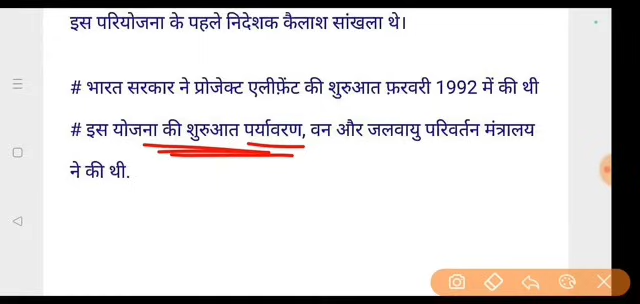 इस परियोजना के पहले निदेशक कैलाश सांखला थे।
# भारत सरकार ने प्रोजेक्ट एलीफ़ेंट की शुरुआत फ़रवरी 1992 में की थी
# इस योजना की शुरुआत पर्यावरण, वन और जलवायु परिवर्तन मंत्रालय
ने की थी.